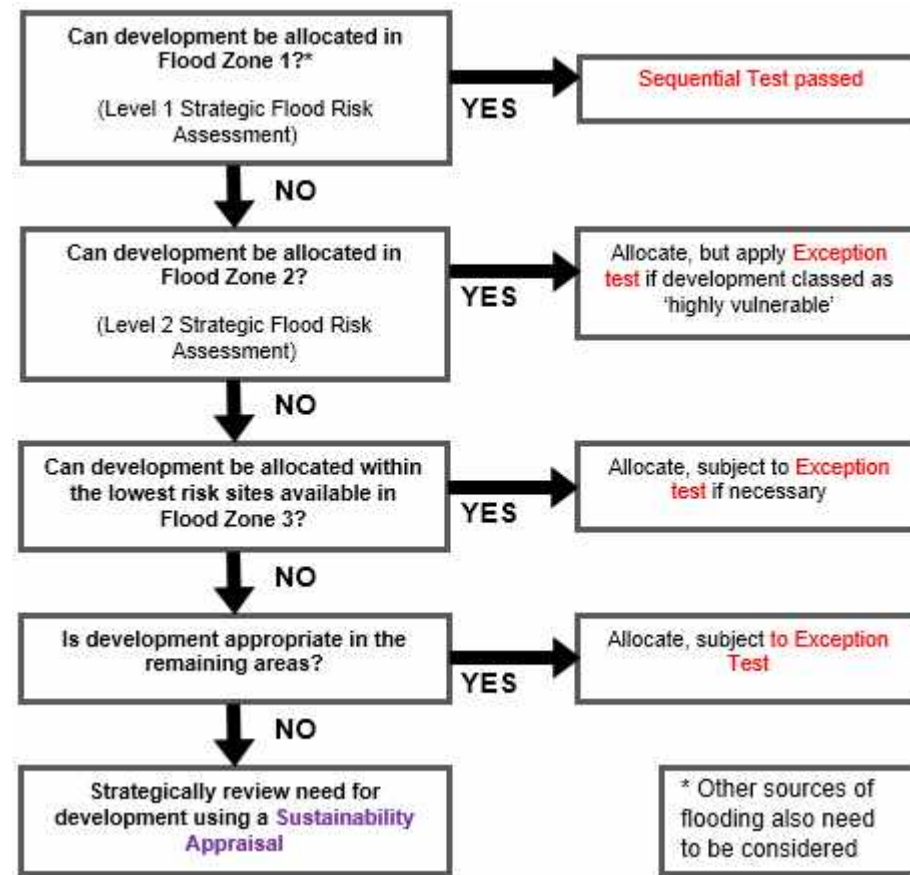 Can development be allocated in
Flood Zone 1?*
(Level 1 Strategic Flood Risk
Assessment)
YES
Sequential Test passed
NO
Can development be allocated in
Flood Zone 2?
(Level 2 Strategic Flood Risk
Assessment)
YES
Allocate, but apply Exception
test if development classed as
‘highly vulnerable’
NO
Can development be allocated within
the lowest risk sites available in
Flood Zone 3?
YES
Allocate, subject to Exception
test if necessary
NO
Is development appropriate in the
remaining areas?
YES
Allocate, subject to Exception
Test
NO
Strategically review need for
development using a Sustainability
Appraisal
* Other sources of
flooding also need
to be considered